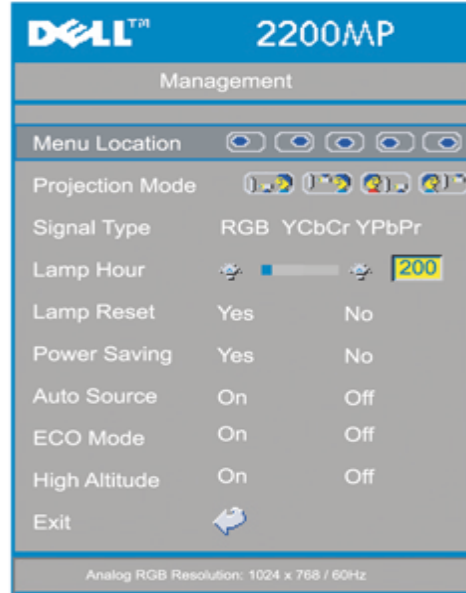 DELL™ 2200MP
Management
Menu Location
Projection Mode
Signal Type RGB YCbCr YPbPr
Lamp Hour 200
Lamp Reset Yes No
Power Saving Yes No
Auto Source On Off
ECO Mode On Off
High Altitude On Off
Exit
Analog RGB Resolution: 1024 x 768 / 60Hz